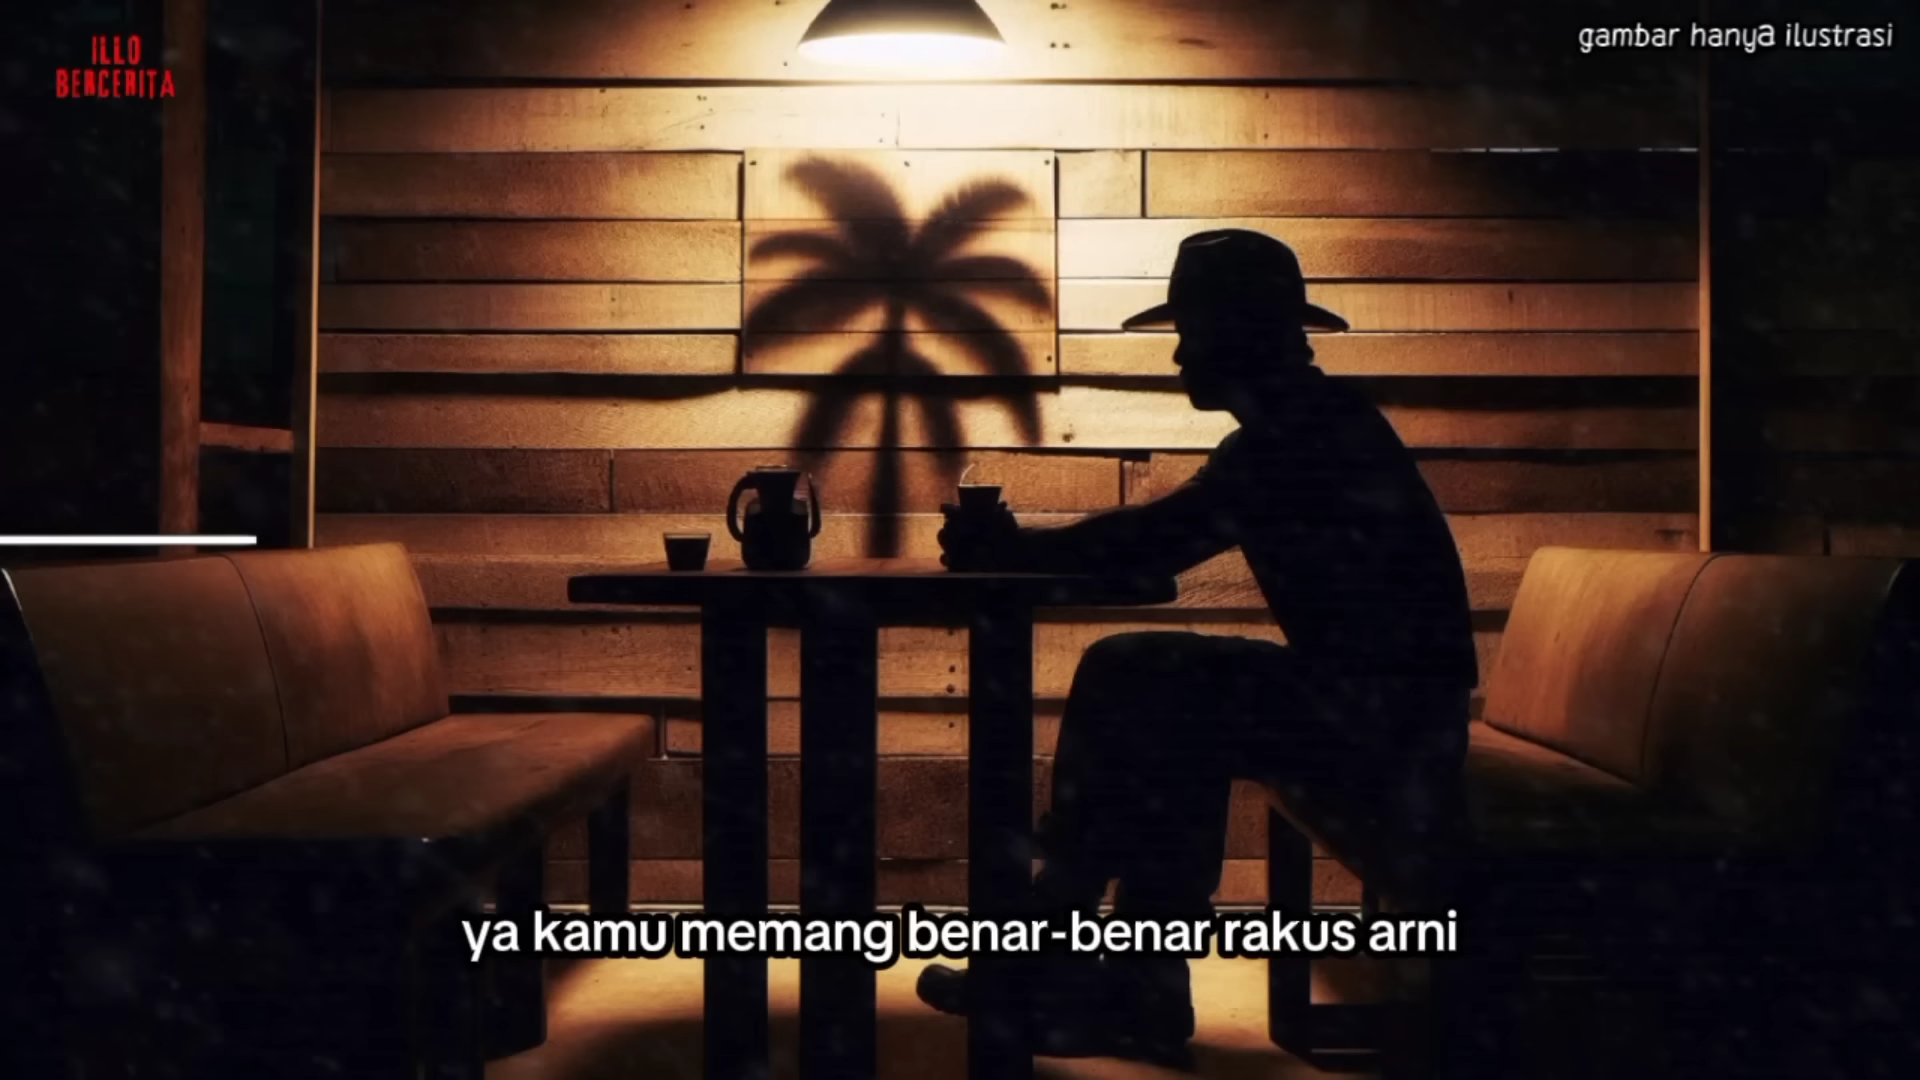 ILLO
BERCERITA
gambar hanya ilustrasi
ya kamu memang benar-benar rakus arni